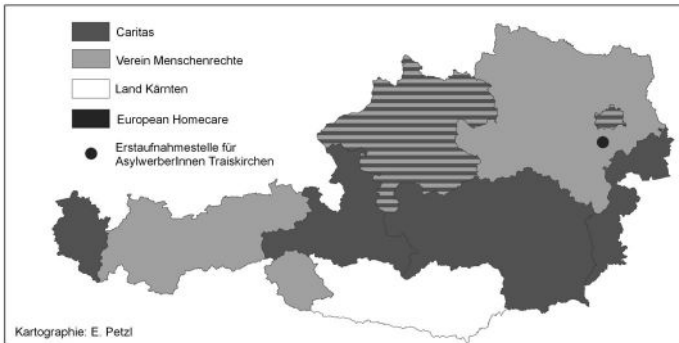 Caritas
Verein Menschenrechte
Land Kärnten
European Homecare
Erstaufnahmestelle für
AsylwerberInnen Traiskirchen
Kartographie: E. Petzl